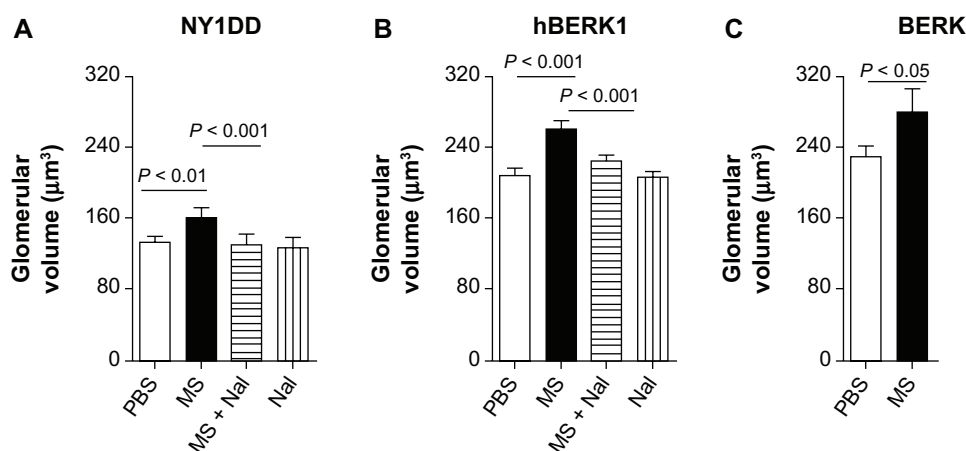 A
NY1DD
Glomerular
volume (μm³)
320
240
160
80
0
P < 0.001
P < 0.01
PBS
MS
MS + Nal
Nal
B
hBERK1
Glomerular
volume (μm³)
320
240
160
80
0
P < 0.001
P < 0.001
PBS
MS
MS + Nal
Nal
C
BERK
Glomerular
volume (μm³)
320
240
160
80
0
P < 0.05
PBS
MS